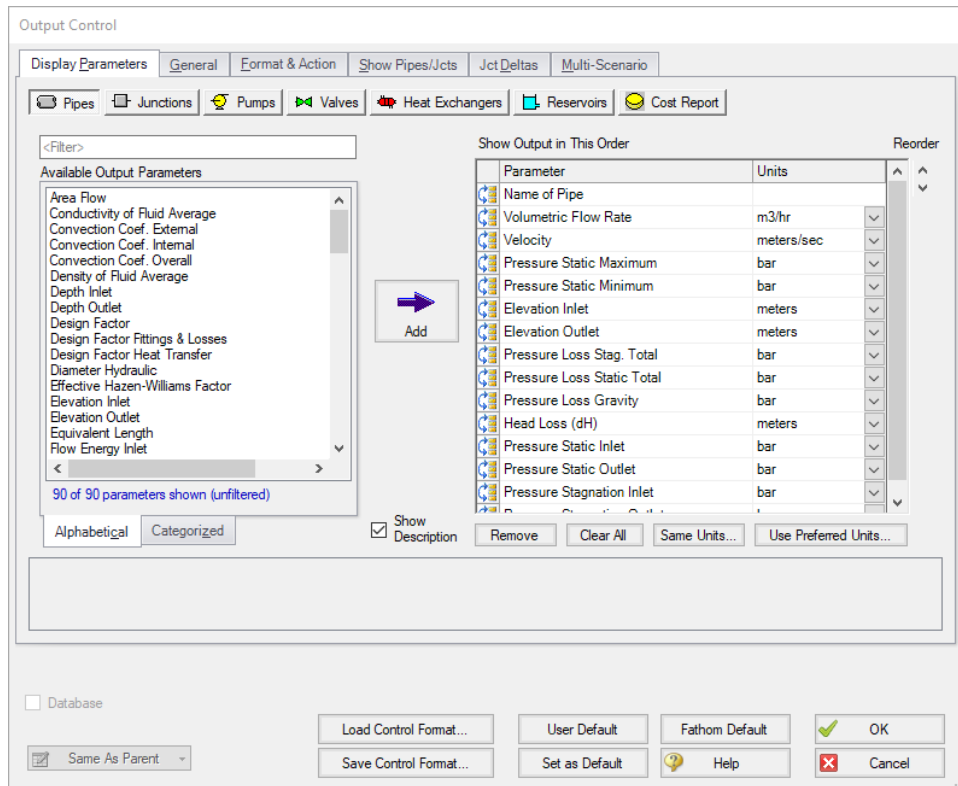 Output Control
Display Parameters
General
Format & Action
Show Pipes/Jcts
Jct Deltas
Multi-Scenario
Pipes
Junctions
Pumps
Valves
Heat Exchangers
Reservoirs
Cost Report
<Filter>
Available Output Parameters
Area Flow
Conductivity of Fluid Average
Convection Coef. External
Convection Coef. Internal
Convection Coef. Overall
Density of Fluid Average
Depth Inlet
Depth Outlet
Design Factor
Design Factor Fittings & Losses
Design Factor Heat Transfer
Diameter Hydraulic
Effective Hazen-Williams Factor
Elevation Inlet
Elevation Outlet
Equivalent Length
Flow Energy Inlet
90 of 90 parameters shown (unfiltered)
Alphabetical
Categorized
Add
Show
Description
Show Output in This Order
Reorder
Parameter Units
Name of Pipe
Volumetric Flow Rate m3/hr
Velocity meters/sec
Pressure Static Maximum bar
Pressure Static Minimum bar
Elevation Inlet meters
Elevation Outlet meters
Pressure Loss Stag. Total bar
Pressure Loss Static Total bar
Pressure Loss Gravity bar
Head Loss (dH) meters
Pressure Static Inlet bar
Pressure Static Outlet bar
Pressure Stagnation Inlet bar
Remove
Clear All
Same Units...
Use Preferred Units...
Database
Same As Parent
Load Control Format...
Save Control Format...
User Default
Set as Default
Fathom Default
Help
OK
Cancel